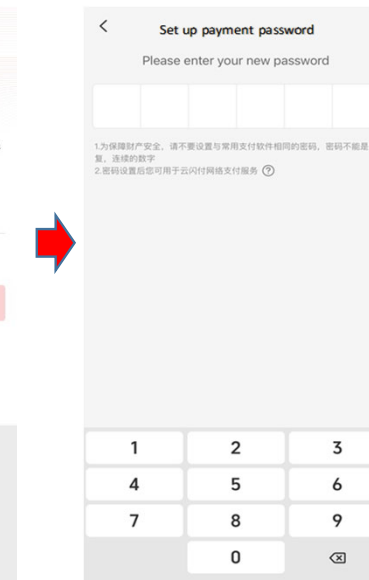 Set up payment password
Please enter your new password
1.为保障财产安全，请不要设置与常用支付软件相同的密码，密码不能是
复，连续的数字
2.密码设置后您可用于云闪付网络支付服务 ?
1 2 3
4 5 6
7 8 9
0